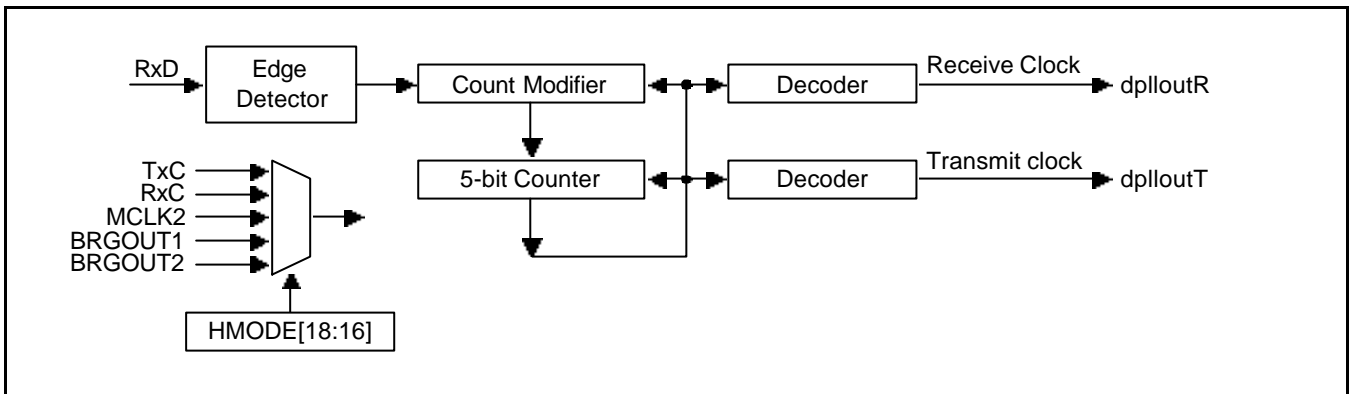 RxD
Edge
Detector
Count Modifier
Decoder
Receive Clock
dplloutR
TxC
RxC
MCLK2
BRGOUT1
BRGOUT2
5-bit Counter
Decoder
Transmit clock
dplloutT
HMODE[18:16]